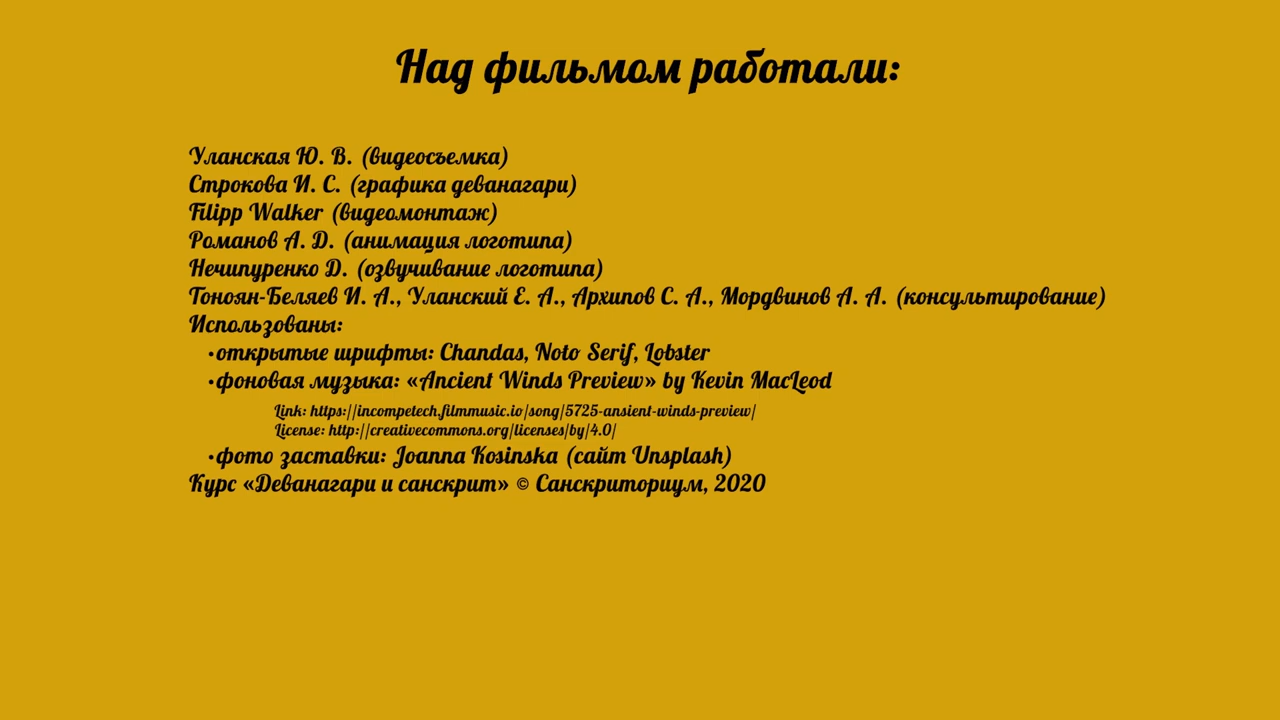 Над фильмом работали:
Уланская Ю. В. (видеосъемка)
Строкова И. С. (графика деванагари)
Filipp Walker (видеомонтаж)
Романов А. D. (анимация логотипа)
Нечипуренко D. (озвучивание логотипа)
Тоноян-Беляев И. А., Уланский Е. А., Архипов С. А., Мордвинов А. А. (консультирование)
Использованы:
•открытые шрифты: Chandas, Noto Serif, Lobster
•фоновая музыка: «Ancient Winds Preview» by Kevin MacLeod
Link: https://incompetech.filmmusic.io/song/5725-ansient-winds-preview/
License: http://creativecommons.org/licenses/by/4.0/
•фото заставки: Joanna Kosinska (сайт Unsplash)
Курс «Деванагари и санскрит» © Санскриториум, 2020